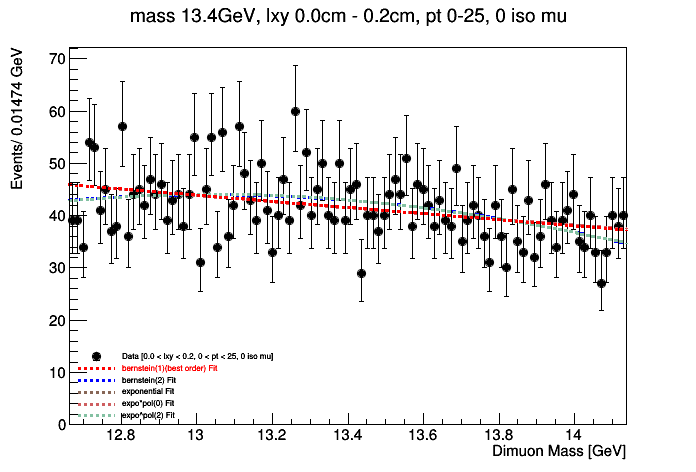 mass 13.4GeV, lxy 0.0cm - 0.2cm, pt 0-25, 0 iso mu
Events/ 0.01474 GeV
70
60
50
40
30
20
10
0
Data [0.0 < lxy < 0.2, 0 < pt < 25, 0 iso mu]
bernstein(1)(best order) Fit
bernstein(2) Fit
exponential Fit
expo*pol(0) Fit
expo*pol(2) Fit
12.8 13 13.2 13.4 13.6 13.8 14
Dimuon Mass [GeV]